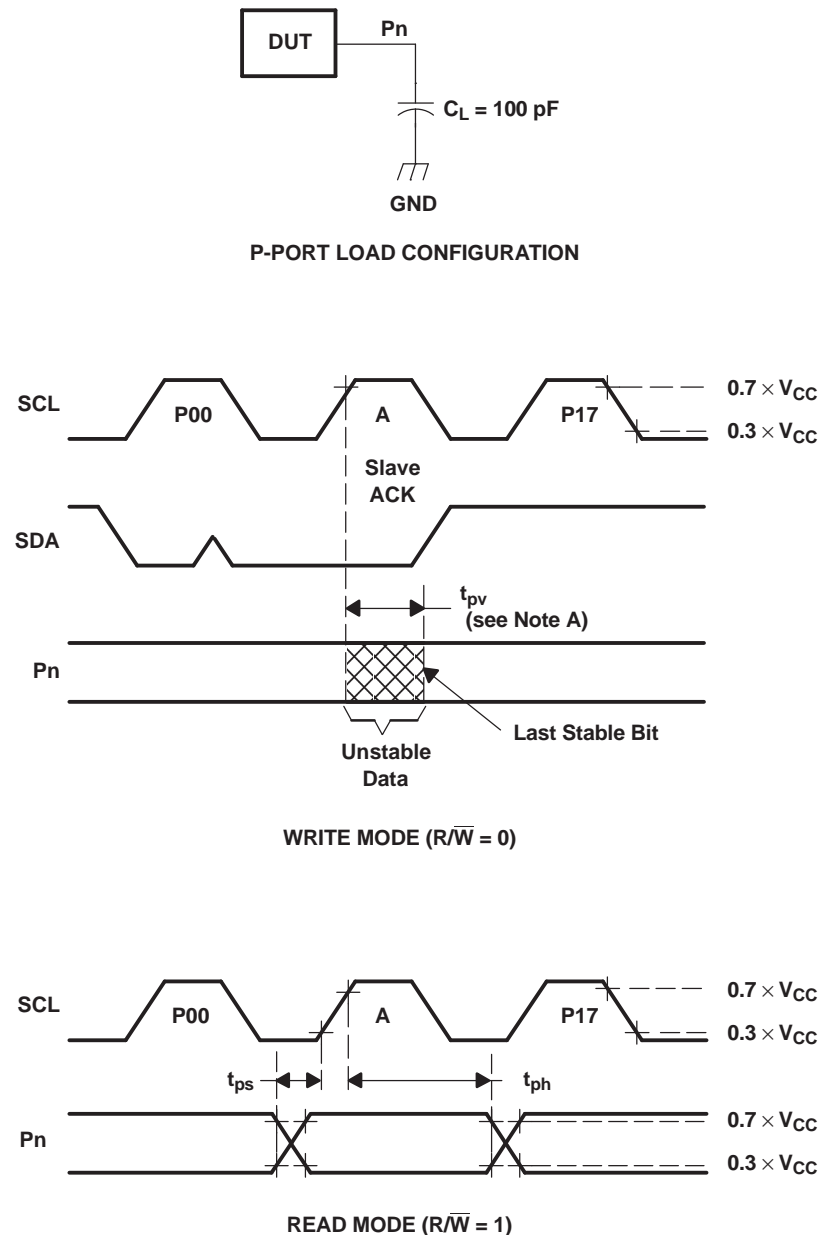 DUT
Pn
C_L = 100 pF
GND
P-PORT LOAD CONFIGURATION
SCL
P00
A
P17
0.7 × V_CC
0.3 × V_CC
Slave
ACK
SDA
t_pv
(see Note A)
Pn
Last Stable Bit
Unstable
Data
WRITE MODE (R/W̅ = 0)
SCL
P00
A
P17
0.7 × V_CC
0.3 × V_CC
t_ps
t_ph
Pn
0.7 × V_CC
0.3 × V_CC
READ MODE (R/W̅ = 1)